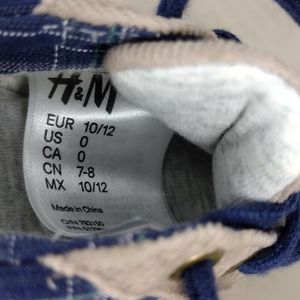 H&M
EUR 10/12
US 0
CA 0
CN 7-8
MX 10/12
Made in China